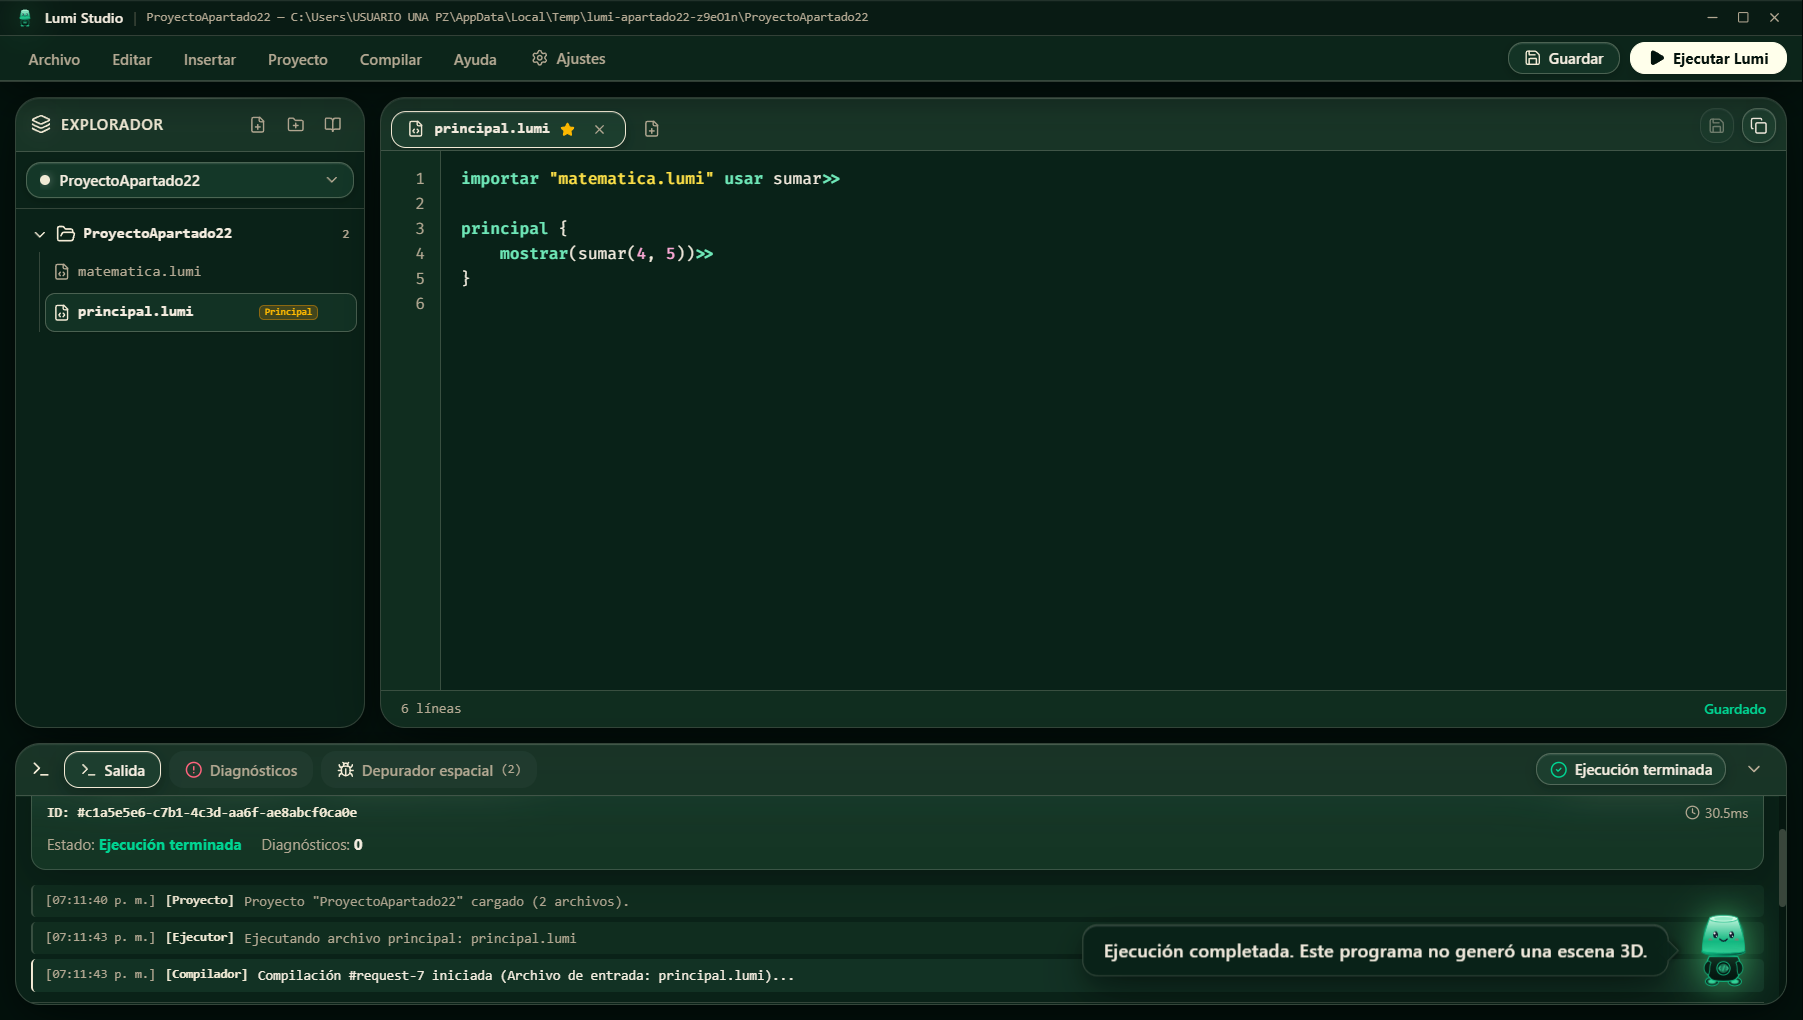 Lumi Studio | ProyectoApartado22 — C:\Users\USUARIO UNA PZ\AppData\Local\Temp\lumi-apartado22-z9eO1n\ProyectoApartado22
Archivo Editar Insertar Proyecto Compilar Ayuda Ajustes Guardar Ejecutar Lumi
EXPLORADOR
ProyectoApartado22
ProyectoApartado22 2
matematica.lumi
principal.lumi Principal
principal.lumi
1 importar "matematica.lumi" usar sumar>>
2
3 principal {
4 mostrar(sumar(4, 5))>>
5 }
6
6 líneas Guardado
Salida Diagnósticos Depurador espacial (2) Ejecución terminada
ID: #c1a5e5e6-c7b1-4c3d-aa6f-ae8abcf0ca0e 30.5ms
Estado: Ejecución terminada Diagnósticos: 0
[07:11:40 p. m.] [Proyecto] Proyecto "ProyectoApartado22" cargado (2 archivos).
[07:11:43 p. m.] [Ejecutor] Ejecutando archivo principal: principal.lumi
[07:11:43 p. m.] [Compilador] Compilación #request-7 iniciada (Archivo de entrada: principal.lumi)...
Ejecución completada. Este programa no generó una escena 3D.